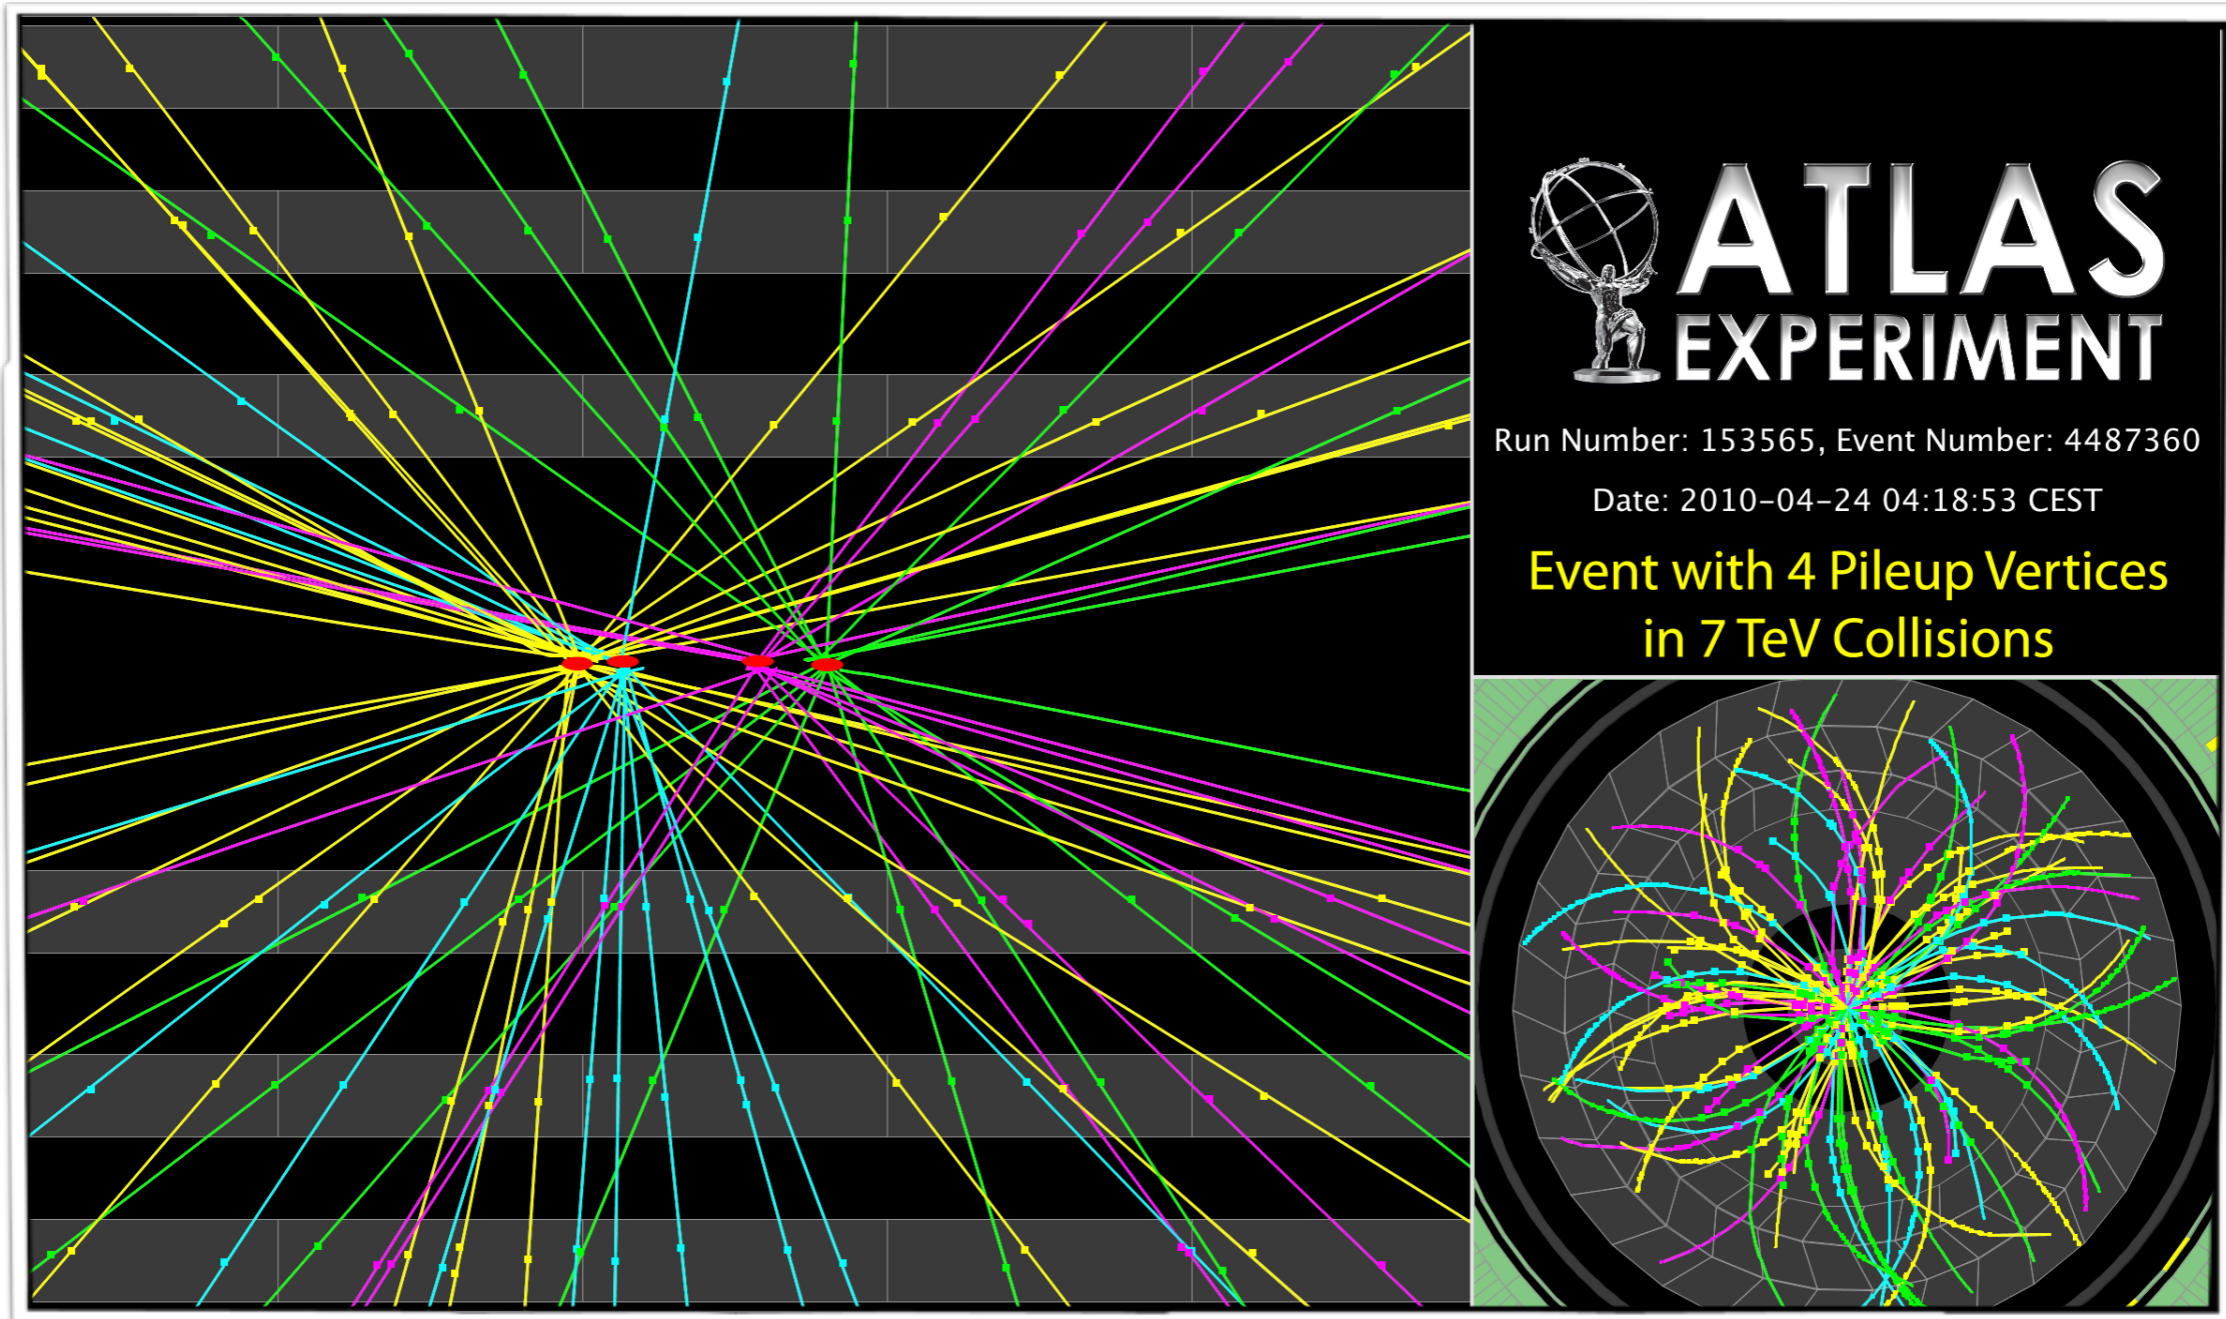 ATLAS
EXPERIMENT
Run Number: 153565, Event Number: 4487360
Date: 2010-04-24 04:18:53 CEST
Event with 4 Pileup Vertices
in 7 TeV Collisions